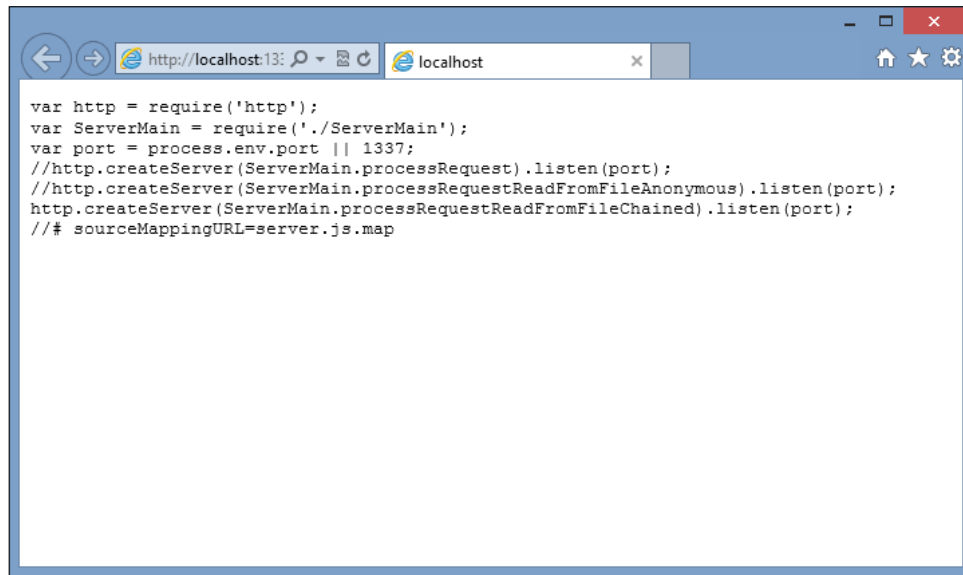 http://localhost:133
localhost
var http = require('http');
var ServerMain = require('./ServerMain');
var port = process.env.port || 1337;
//http.createServer(ServerMain.processRequest).listen(port);
//http.createServer(ServerMain.processRequestReadFromFileAnonymous).listen(port);
http.createServer(ServerMain.processRequestReadFromFileChained).listen(port);
//# sourceMappingURL=server.js.map